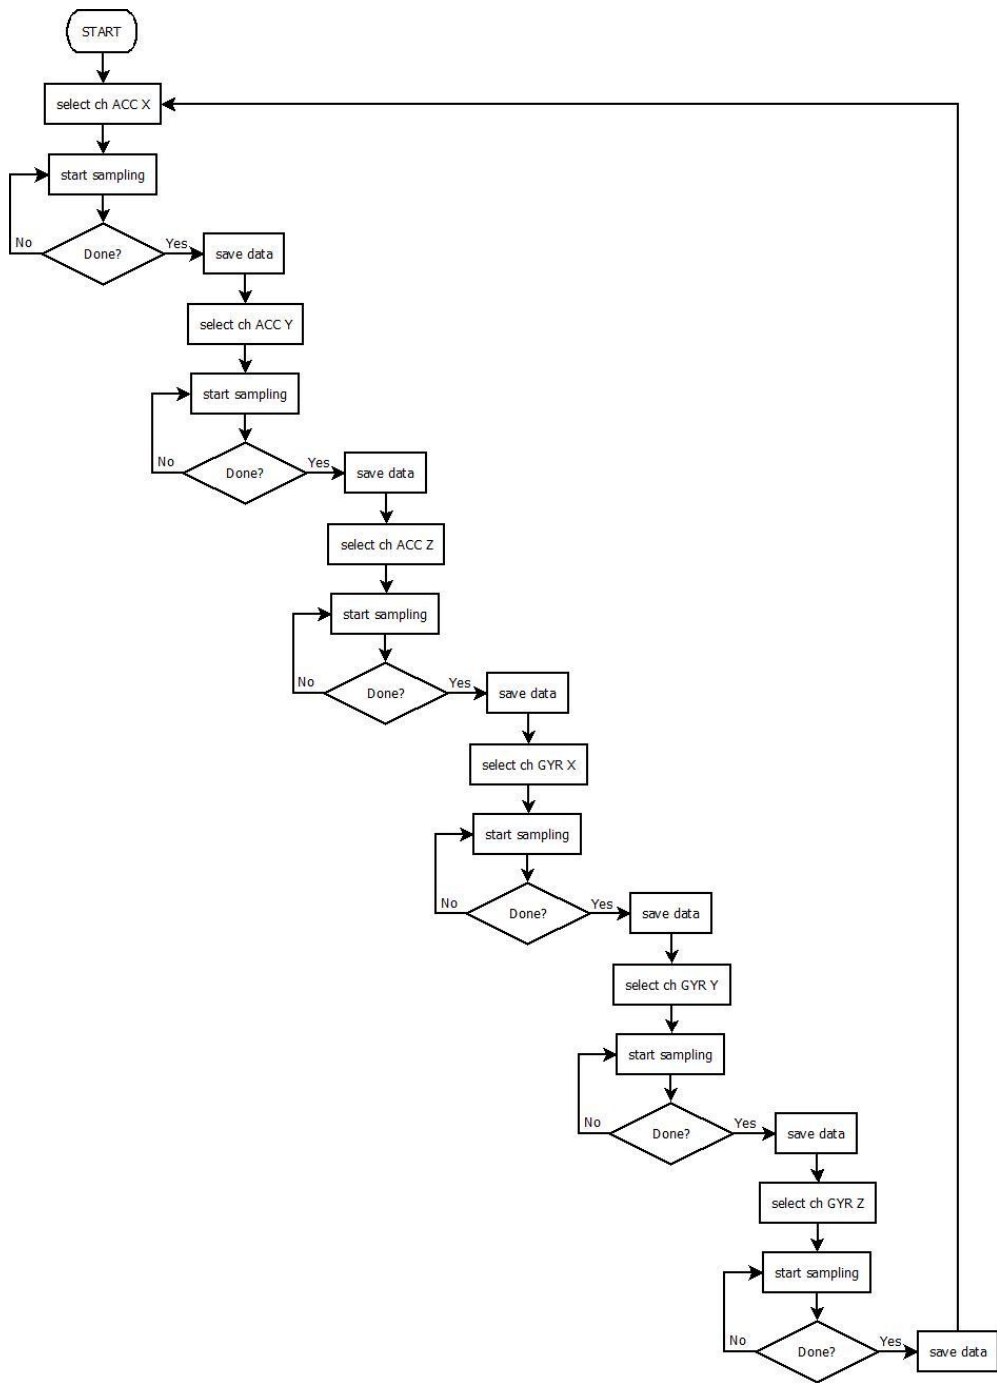 START
select ch ACC X
start sampling
No
Done?
Yes
save data
select ch ACC Y
start sampling
No
Done?
Yes
save data
select ch ACC Z
start sampling
No
Done?
Yes
save data
select ch GYR X
start sampling
No
Done?
Yes
save data
select ch GYR Y
start sampling
No
Done?
Yes
save data
select ch GYR Z
start sampling
No
Done?
Yes
save data